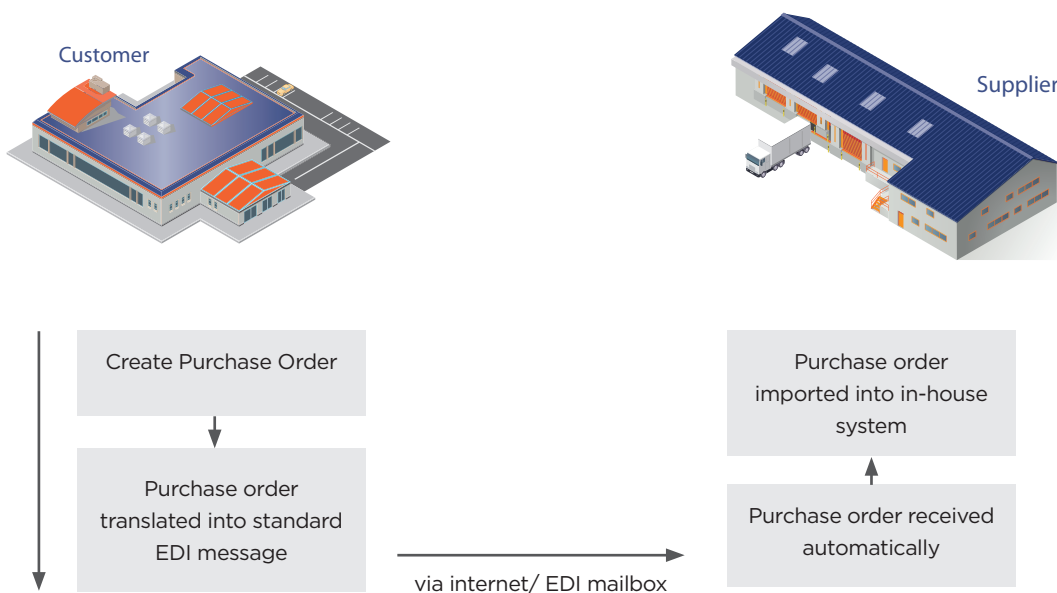 Customer
Supplier
Create Purchase Order
Purchase order
translated into standard
EDI message
via internet/ EDI mailbox
Purchase order
imported into in-house
system
Purchase order received
automatically